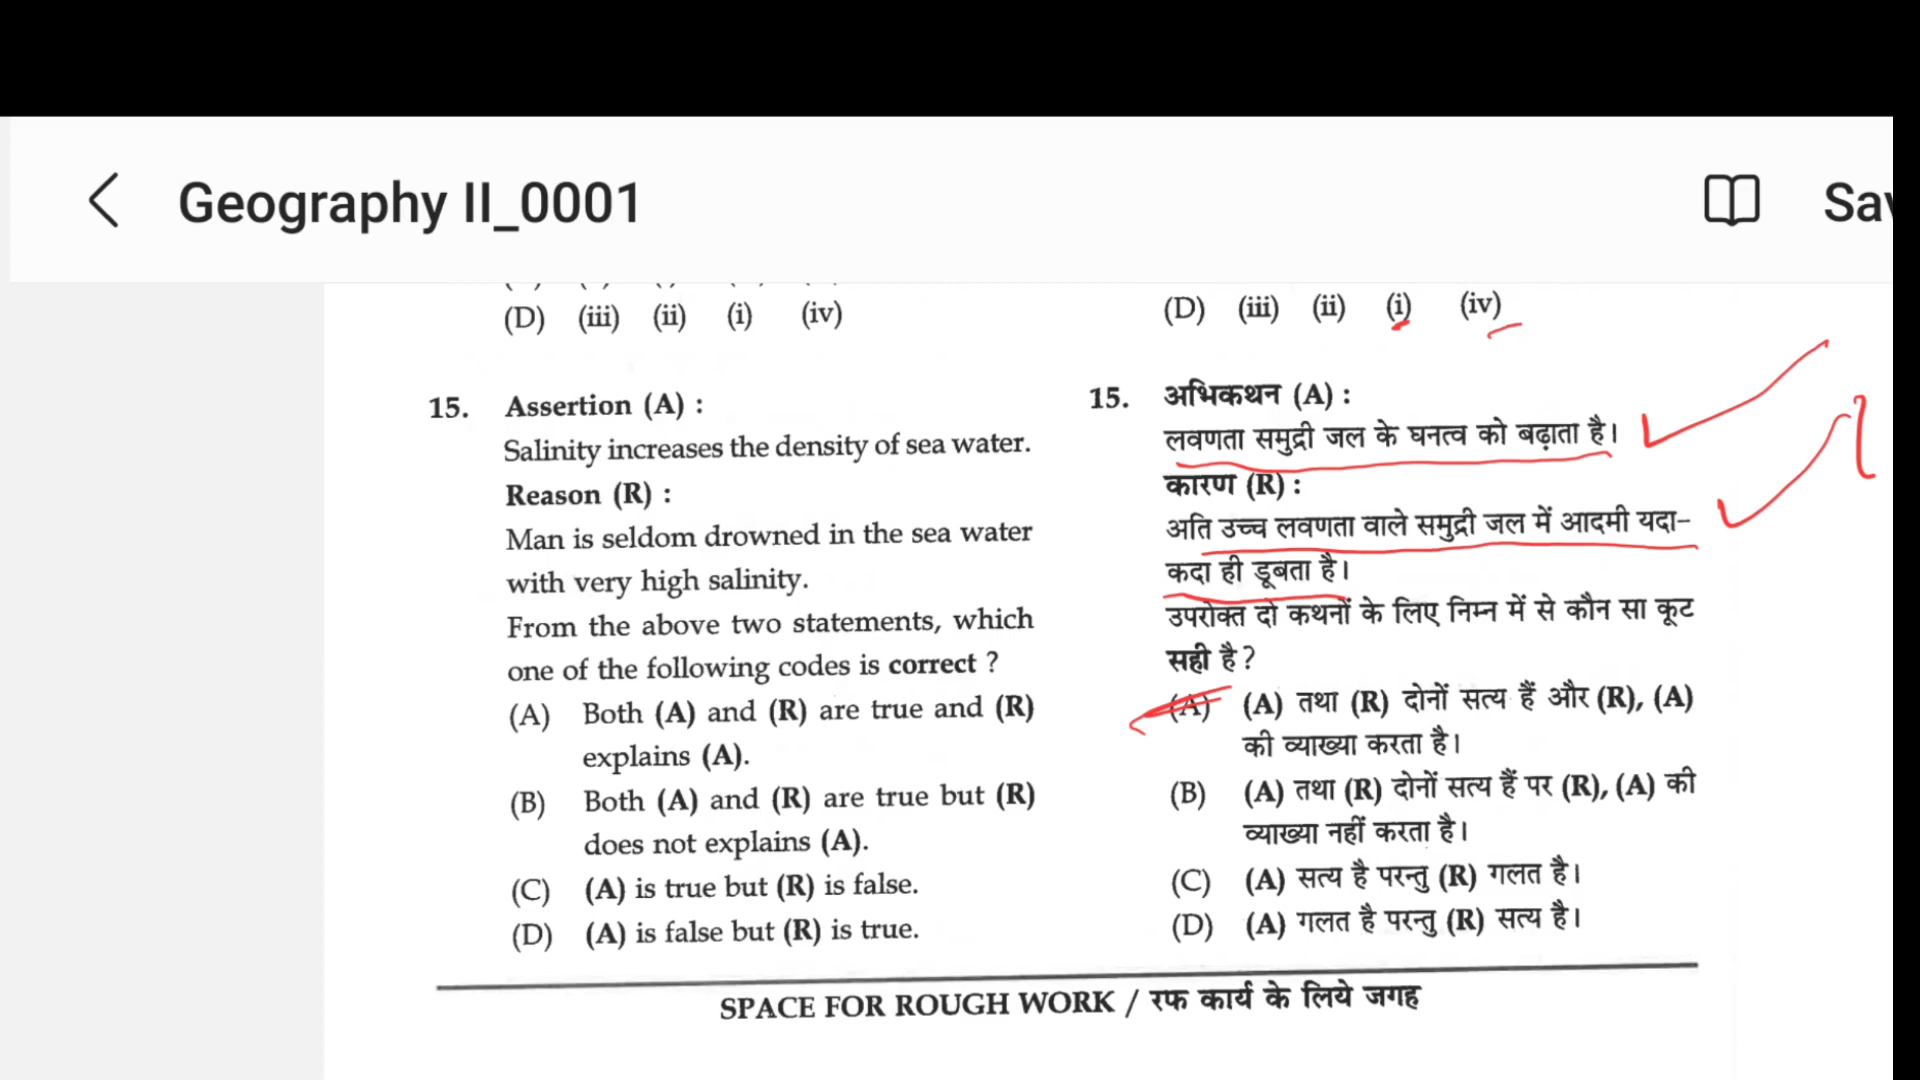 Geography II_0001
Sav
(D) (iii) (ii) (i) (iv)
15. Assertion (A) :
Salinity increases the density of sea water.
Reason (R) :
Man is seldom drowned in the sea water
with very high salinity.
From the above two statements, which
one of the following codes is correct ?
(A) Both (A) and (R) are true and (R)
explains (A).
(B) Both (A) and (R) are true but (R)
does not explains (A).
(C) (A) is true but (R) is false.
(D) (A) is false but (R) is true.
(D) (iii) (ii) (i) (iv)
15. अभिकथन (A) :
लवणता समुद्री जल के घनत्व को बढ़ाता है।
कारण (R) :
अति उच्च लवणता वाले समुद्री जल में आदमी यदा-
कदा ही डूबता है।
उपरोक्त दो कथनों के लिए निम्न में से कौन सा कूट
सही है?
(A) (A) तथा (R) दोनों सत्य हैं और (R), (A)
की व्याख्या करता है।
(B) (A) तथा (R) दोनों सत्य हैं पर (R), (A) की
व्याख्या नहीं करता है।
(C) (A) सत्य है परन्तु (R) गलत है।
(D) (A) गलत है परन्तु (R) सत्य है।
SPACE FOR ROUGH WORK / रफ कार्य के लिये जगह